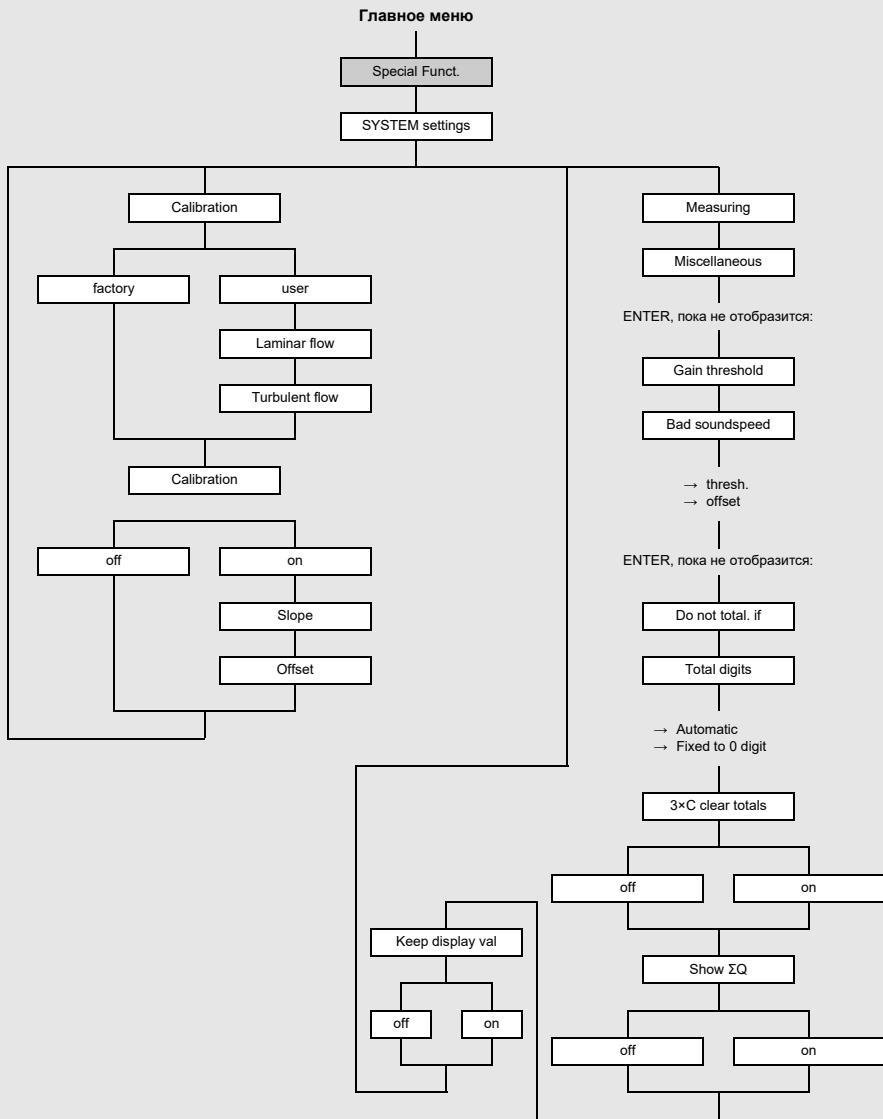 Главное меню
Special Funct.
SYSTEM settings
Calibration
factory
user
Laminar flow
Turbulent flow
Calibration
off
on
Slope
Offset
Measuring
Miscellaneous
ENTER, пока не отобразится:
Gain threshold
Bad soundspeed
→ thresh.
→ offset
ENTER, пока не отобразится:
Do not total. if
Total digits
→ Automatic
→ Fixed to 0 digit
3×C clear totals
off
on
Show ΣQ
off
on
Keep display val
off
on